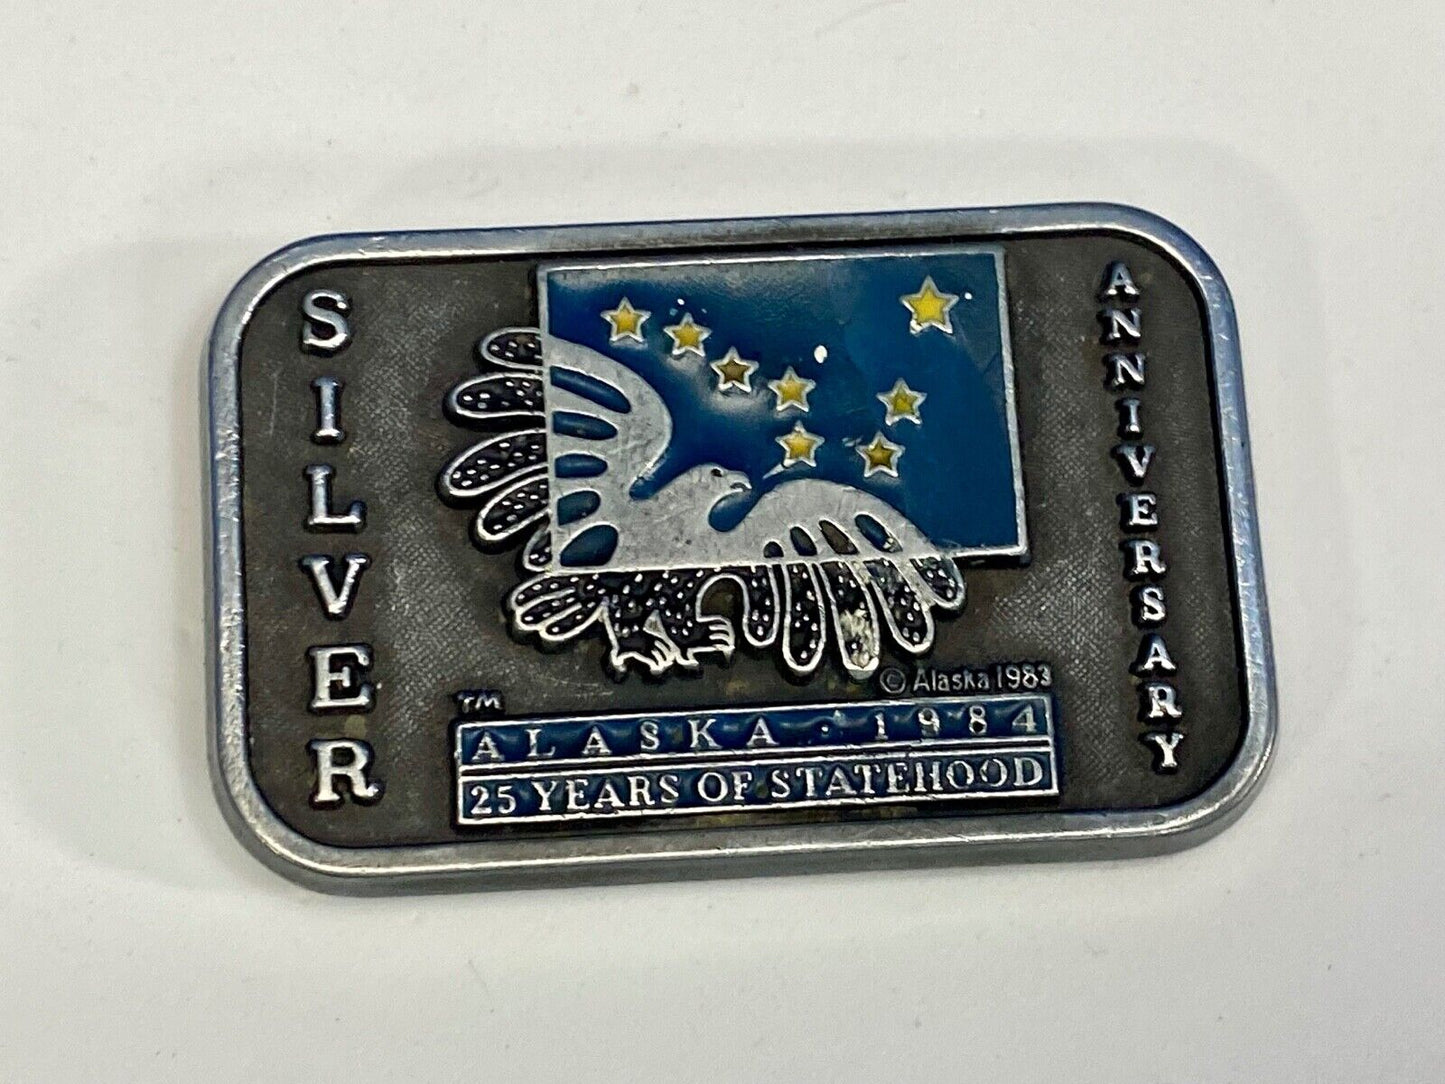 SILVER
ANNIVERSARY
© Alaska 1983
TM
ALASKA · 1984
25 YEARS OF STATEHOOD